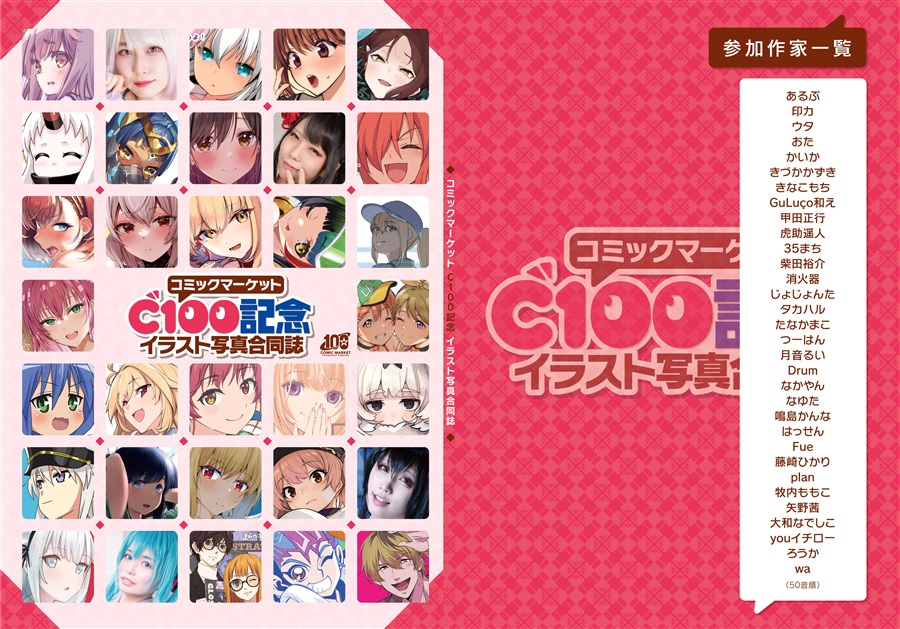 コミックマーケット
C100記念
イラスト写真合同誌
100
COMIC MARKET
STRA
コミックマーケット C100記念 イラスト写真合同誌
コミックマーケ
C100記
イラスト写真合
参加作家一覧
あるぶ
印カ
ウタ
おた
かいか
きづかかずき
きなこもち
GuLuço和え
甲田正行
虎助遥人
35まち
柴田裕介
消火器
じょじょんた
タカハル
たなかまこ
つーはん
月音るい
Drum
なかやん
なゆた
鳴島かんな
はっせん
Fue
藤崎ひかり
plan
牧内ももこ
矢野茜
大和なでしこ
youイチロー
ろうか
wa
(50音順)